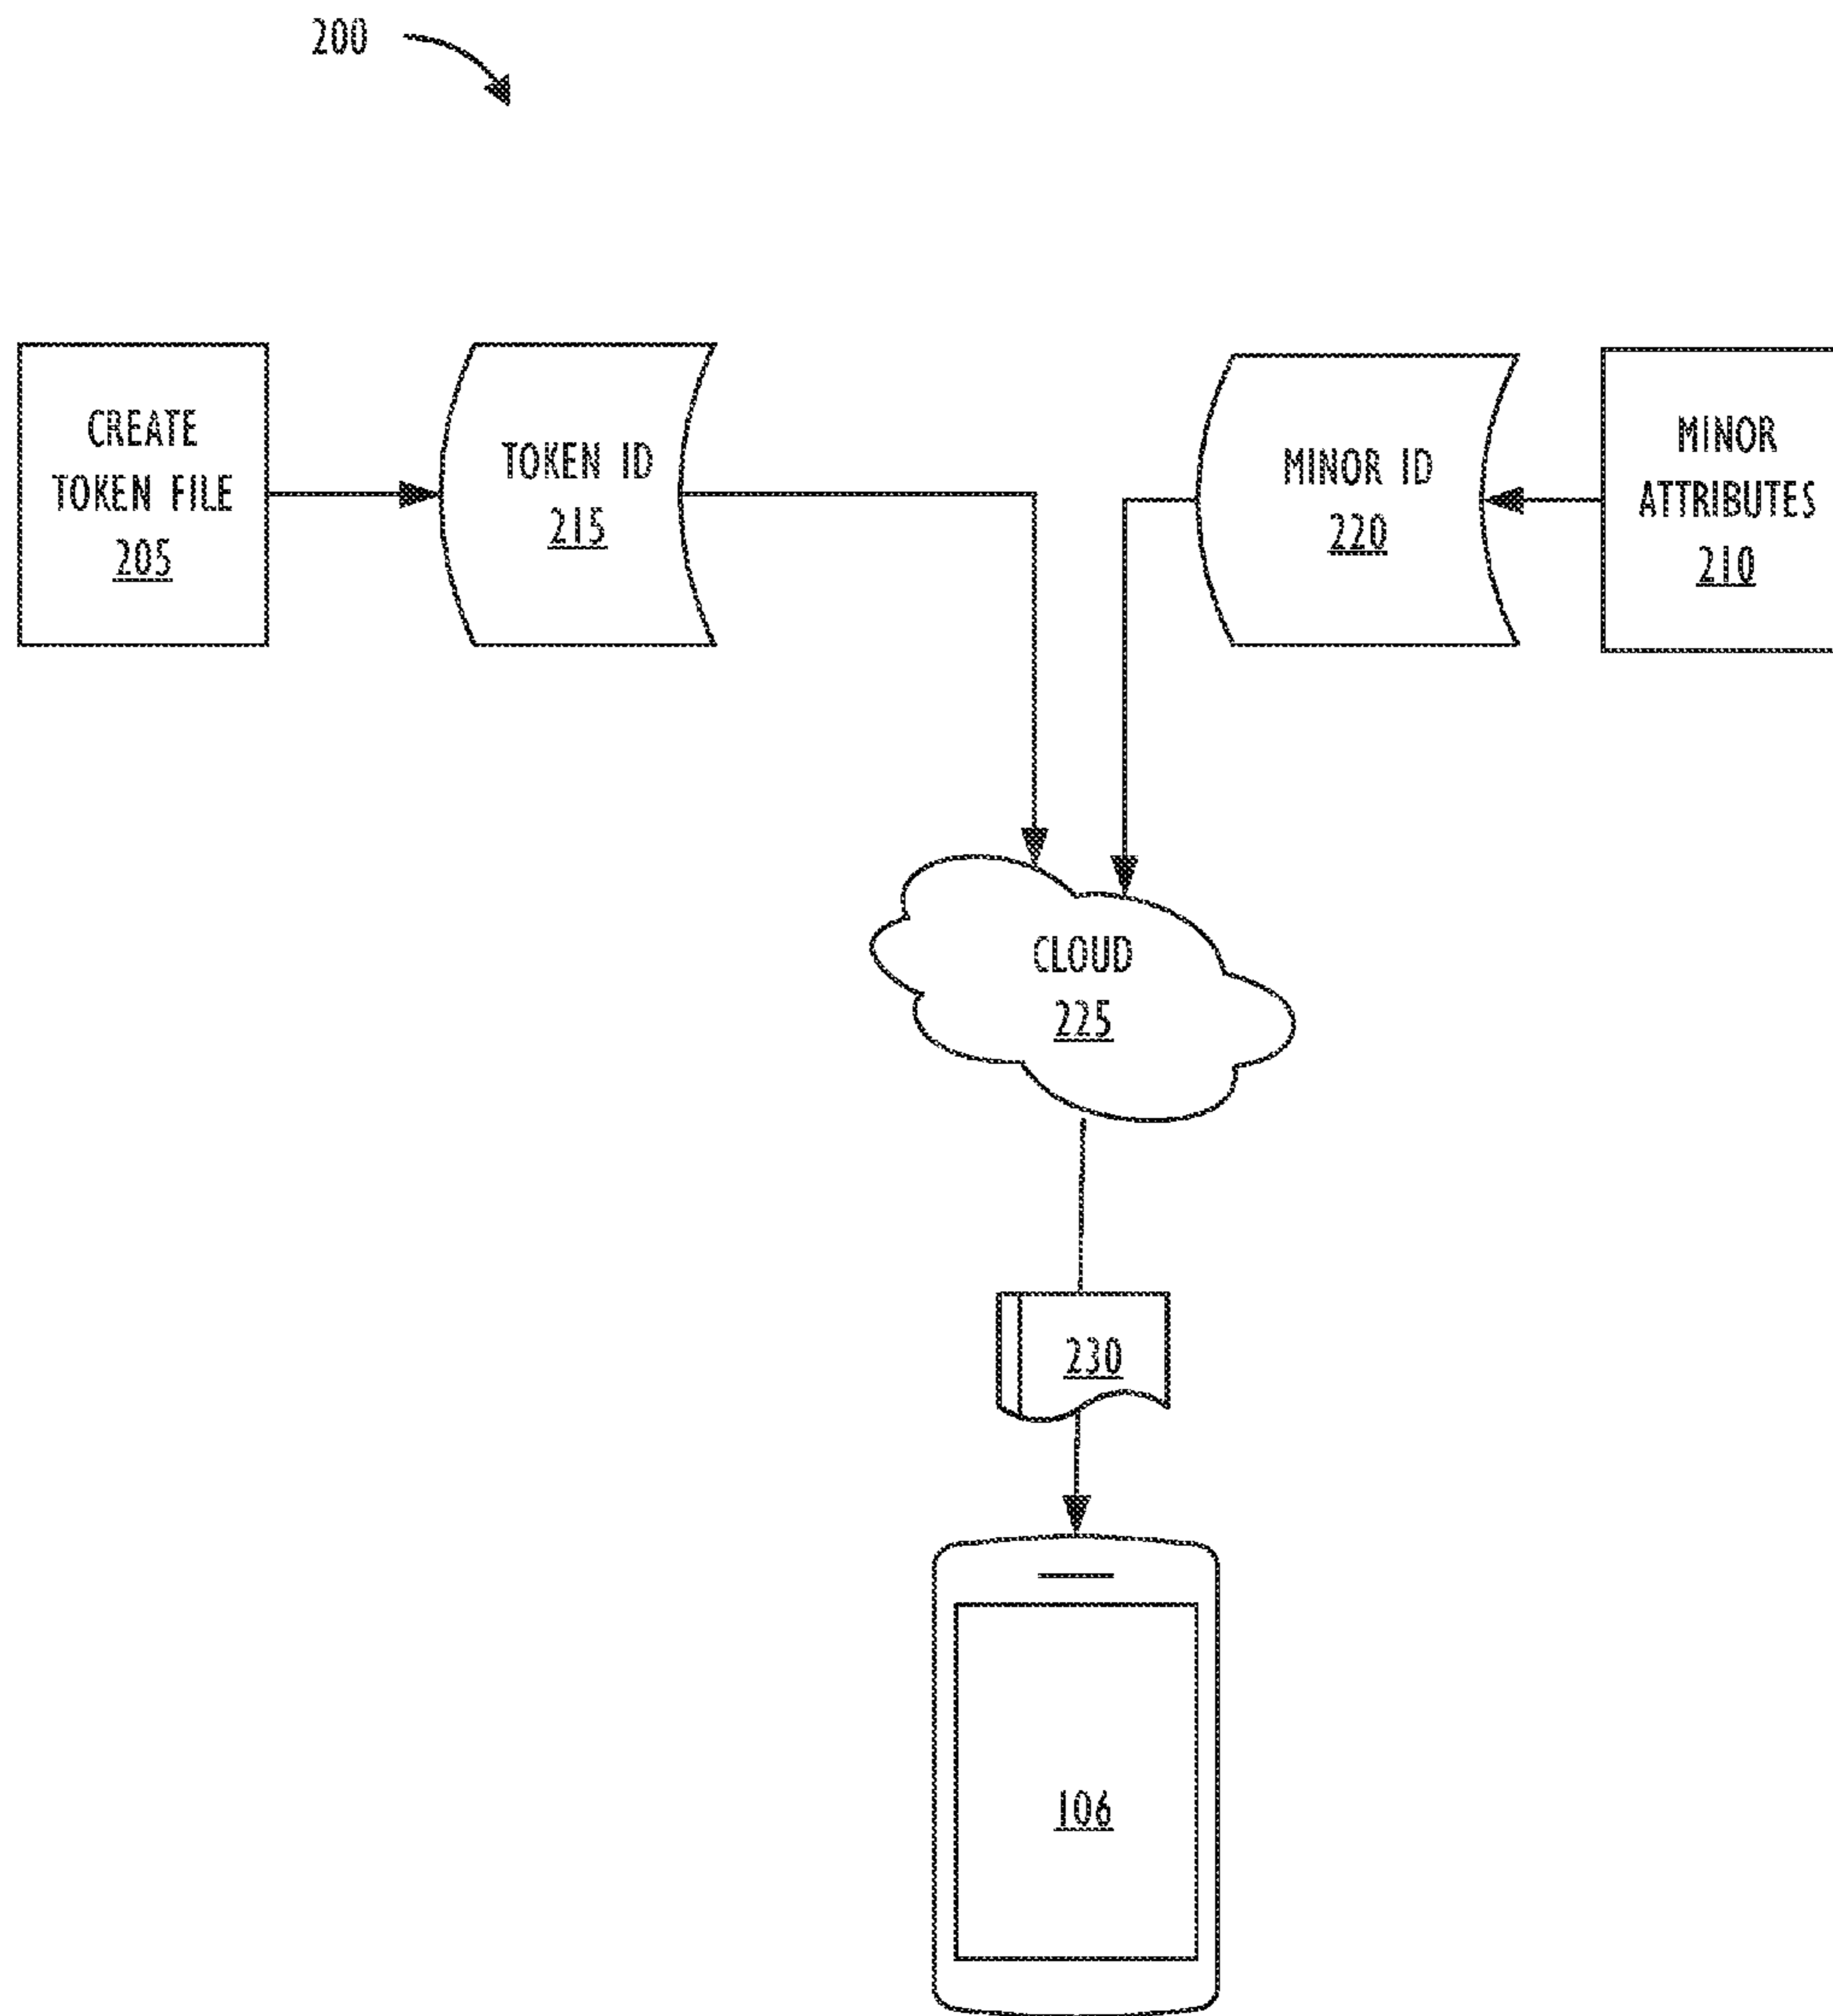 200
CREATE
TOKEN FILE
205
TOKEN ID
215
MINOR ID
220
MINOR
ATTRIBUTES
210
CLOUD
225
230
106